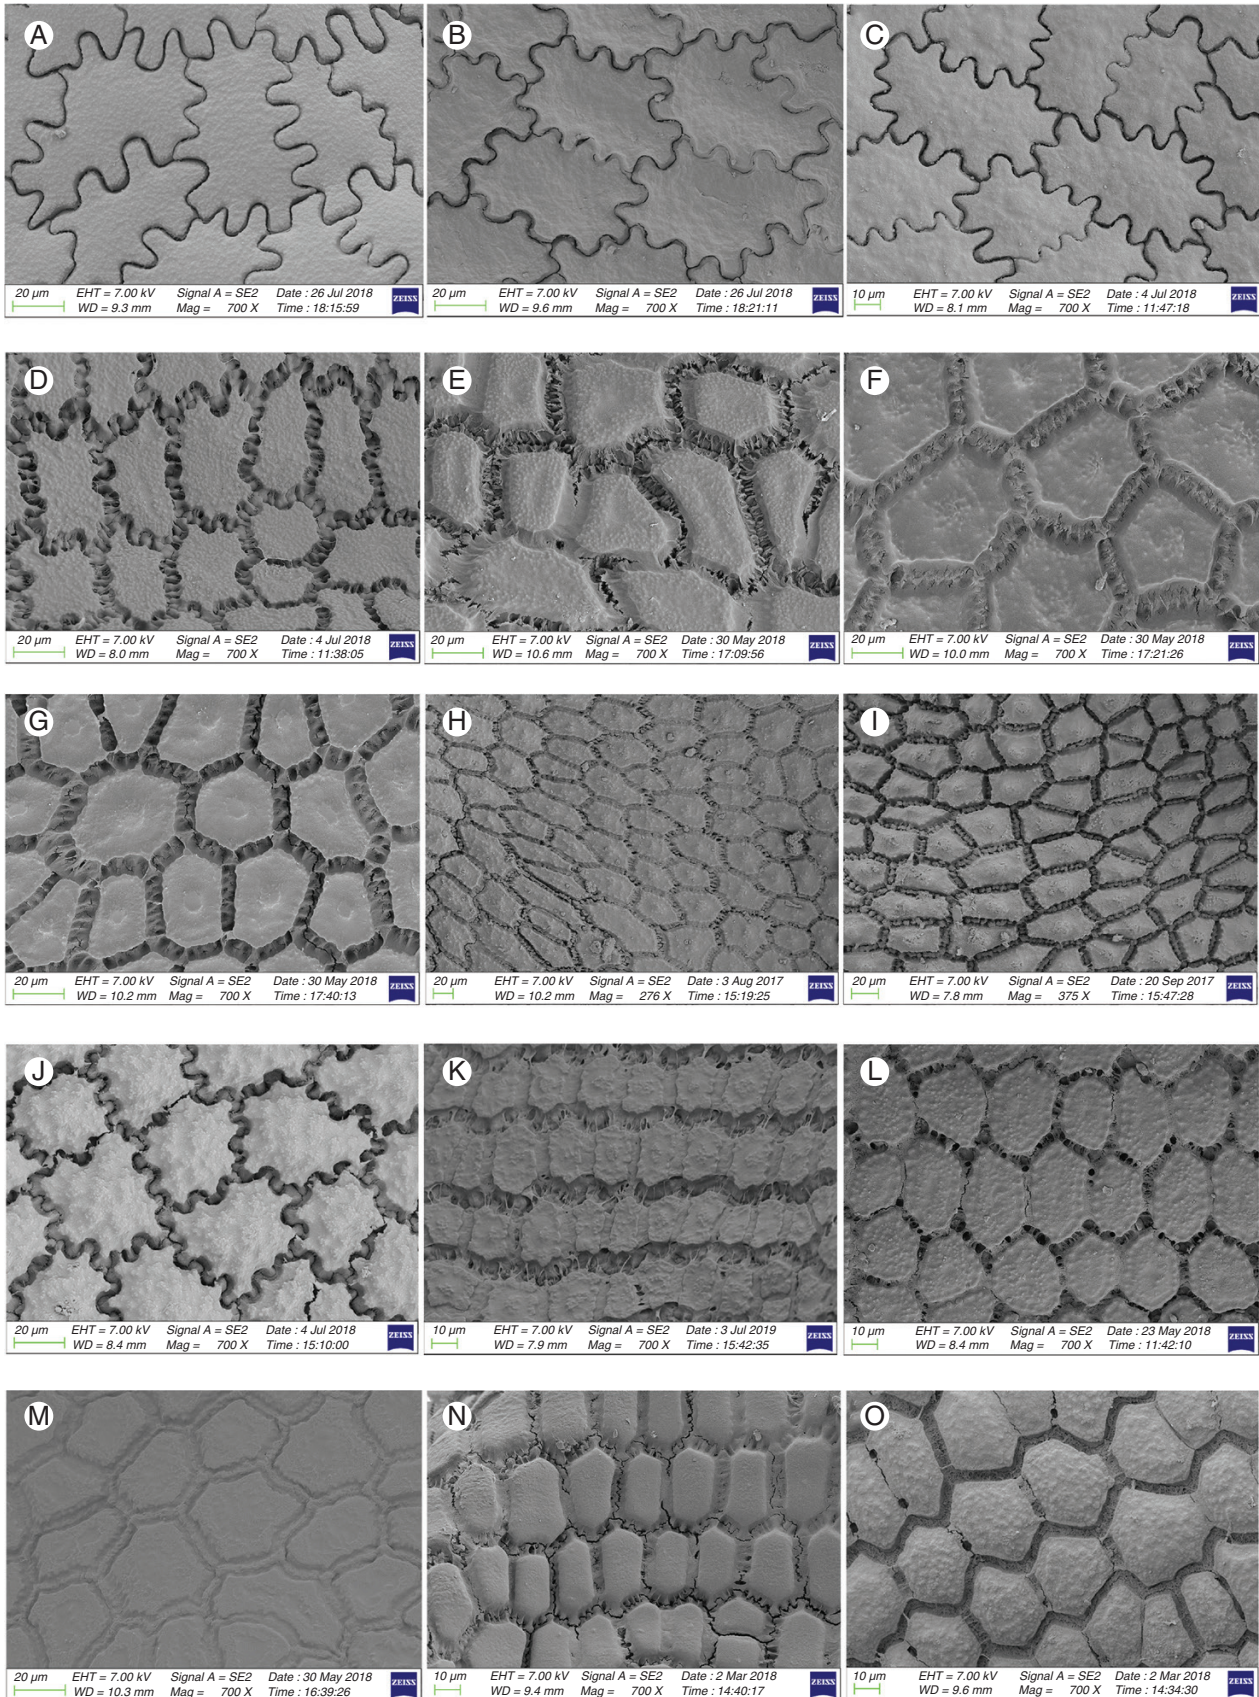 A
B
C
20 µm EHT = 7.00 kV Signal A = SE2 Date : 26 Jul 2018 ZEISS
WD = 9.3 mm Mag = 700 X Time : 18:15:59
20 µm EHT = 7.00 kV Signal A = SE2 Date : 26 Jul 2018 ZEISS
WD = 9.6 mm Mag = 700 X Time : 18:21:11
10 µm EHT = 7.00 kV Signal A = SE2 Date : 4 Jul 2018 ZEISS
WD = 8.1 mm Mag = 700 X Time : 11:47:18
D
E
F
20 µm EHT = 7.00 kV Signal A = SE2 Date : 4 Jul 2018 ZEISS
WD = 8.0 mm Mag = 700 X Time : 11:38:05
20 µm EHT = 7.00 kV Signal A = SE2 Date : 30 May 2018 ZEISS
WD = 10.6 mm Mag = 700 X Time : 17:09:56
20 µm EHT = 7.00 kV Signal A = SE2 Date : 30 May 2018 ZEISS
WD = 10.0 mm Mag = 700 X Time : 17:21:26
G
H
I
20 µm EHT = 7.00 kV Signal A = SE2 Date : 30 May 2018 ZEISS
WD = 10.2 mm Mag = 700 X Time : 17:40:13
20 µm EHT = 7.00 kV Signal A = SE2 Date : 3 Aug 2017 ZEISS
WD = 10.2 mm Mag = 276 X Time : 15:19:25
20 µm EHT = 7.00 kV Signal A = SE2 Date : 20 Sep 2017 ZEISS
WD = 7.8 mm Mag = 375 X Time : 15:47:28
J
K
L
20 µm EHT = 7.00 kV Signal A = SE2 Date : 4 Jul 2018 ZEISS
WD = 8.4 mm Mag = 700 X Time : 15:10:00
10 µm EHT = 7.00 kV Signal A = SE2 Date : 3 Jul 2019 ZEISS
WD = 7.9 mm Mag = 700 X Time : 15:42:35
10 µm EHT = 7.00 kV Signal A = SE2 Date : 23 May 2018 ZEISS
WD = 8.4 mm Mag = 700 X Time : 11:42:10
M
N
O
20 µm EHT = 7.00 kV Signal A = SE2 Date : 30 May 2018 ZEISS
WD = 10.3 mm Mag = 700 X Time : 16:39:26
10 µm EHT = 7.00 kV Signal A = SE2 Date : 2 Mar 2018 ZEISS
WD = 9.4 mm Mag = 700 X Time : 14:40:17
10 µm EHT = 7.00 kV Signal A = SE2 Date : 2 Mar 2018 ZEISS
WD = 9.6 mm Mag = 700 X Time : 14:34:30